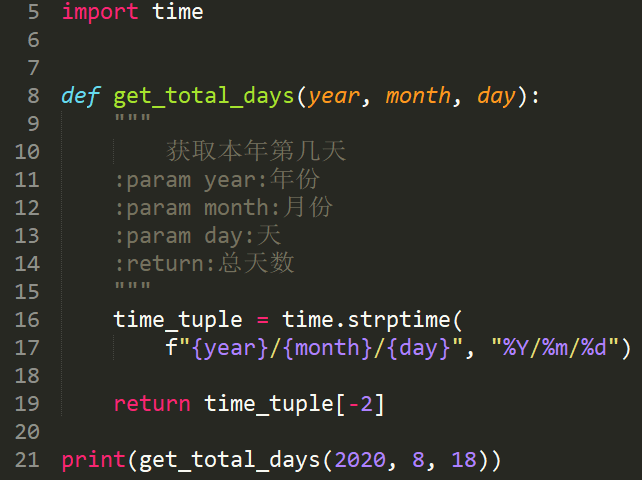 5 import time
6
7
8 def get_total_days(year, month, day):
9     """
10         获取本年第几天
11     :param year:年份
12     :param month:月份
13     :param day:天
14     :return:总天数
15     """
16     time_tuple = time.strptime(
17         f"{year}/{month}/{day}", "%Y/%m/%d")
18
19     return time_tuple[-2]
20
21 print(get_total_days(2020, 8, 18))